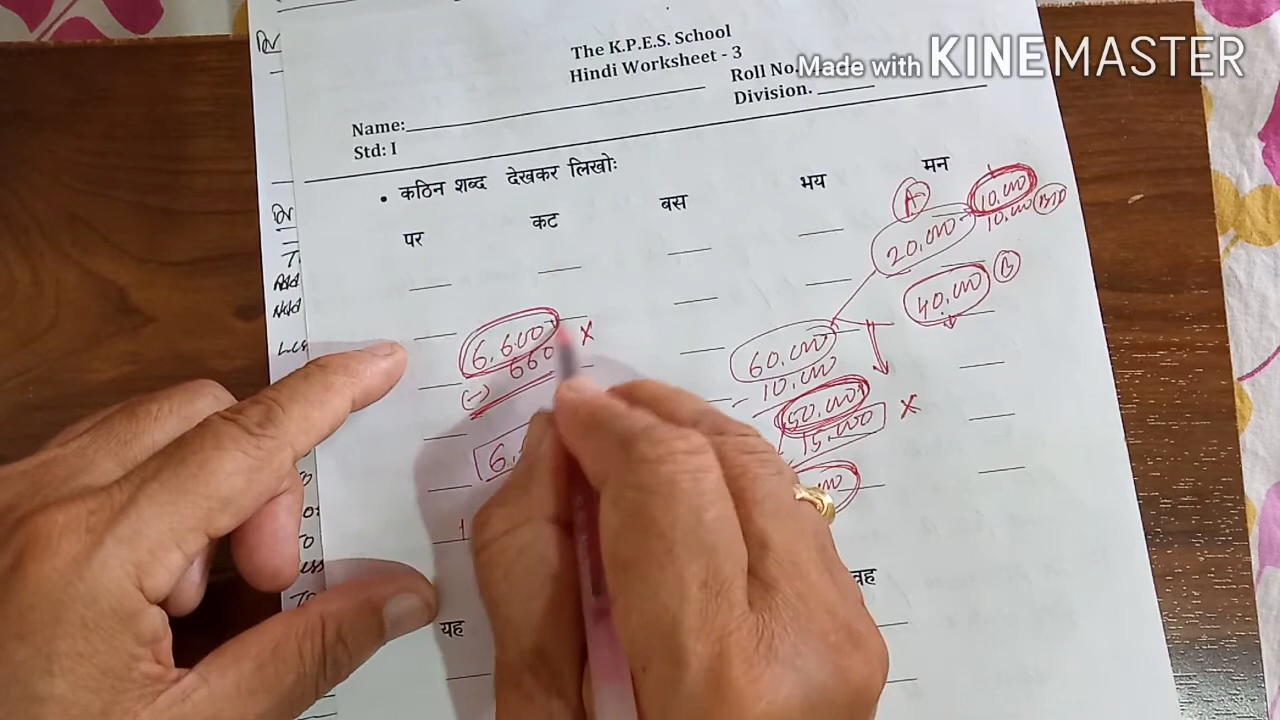 Made with KINEMASTER
The K.P.E.S. School
Hindi Worksheet - 3
Roll No.
Name:
Division.
Std: I
• कठिन शब्द देखकर लिखोः
पर कट बस भय मन
A 10,000
20,000 10,000
40,000 B
6,600 X
(-) 660
60,000
- 10,000
50,000
15,000 X
6,
1
यह